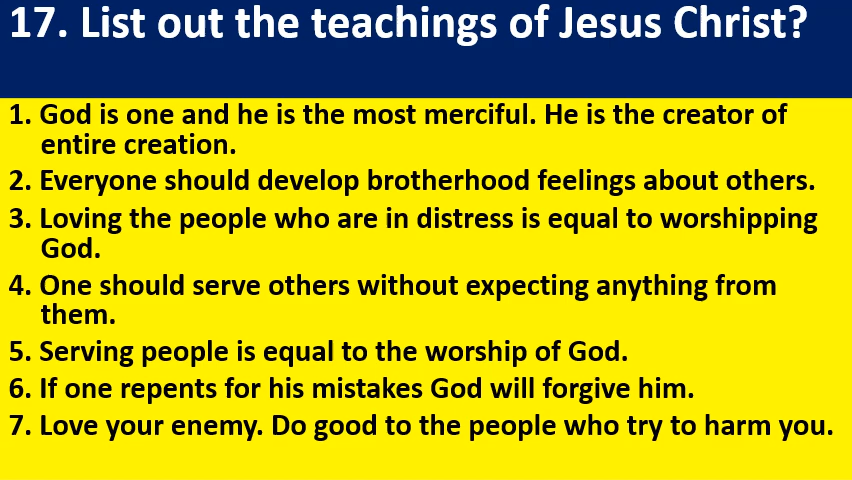 17. List out the teachings of Jesus Christ?
1. God is one and he is the most merciful. He is the creator of
entire creation.
2. Everyone should develop brotherhood feelings about others.
3. Loving the people who are in distress is equal to worshipping
God.
4. One should serve others without expecting anything from
them.
5. Serving people is equal to the worship of God.
6. If one repents for his mistakes God will forgive him.
7. Love your enemy. Do good to the people who try to harm you.